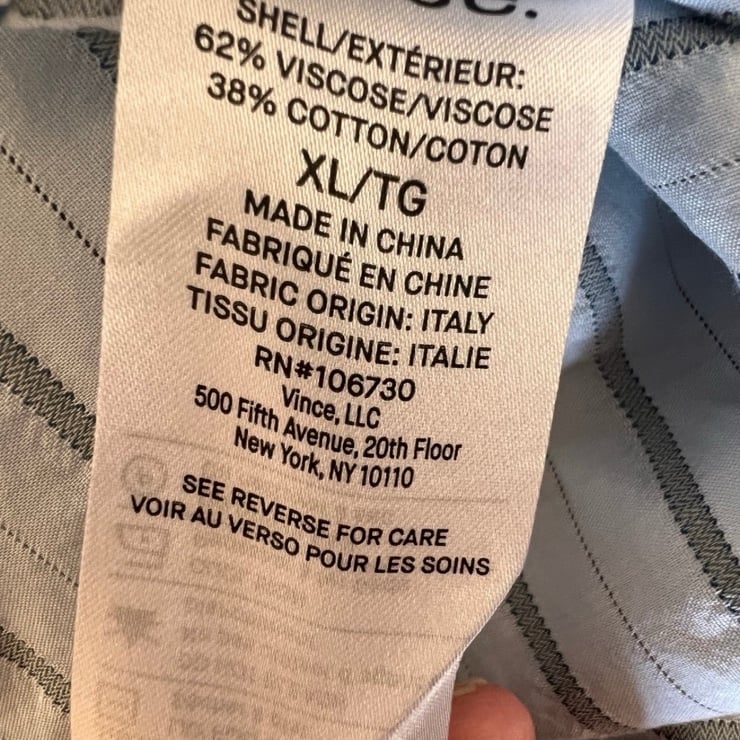 SHELL/EXTÉRIEUR:
62% VISCOSE/VISCOSE
38% COTTON/COTON
XL/TG
MADE IN CHINA
FABRIQUÉ EN CHINE
FABRIC ORIGIN: ITALY
TISSU ORIGINE: ITALIE
RN#106730
Vince, LLC
500 Fifth Avenue, 20th Floor
New York, NY 10110
SEE REVERSE FOR CARE
VOIR AU VERSO POUR LES SOINS